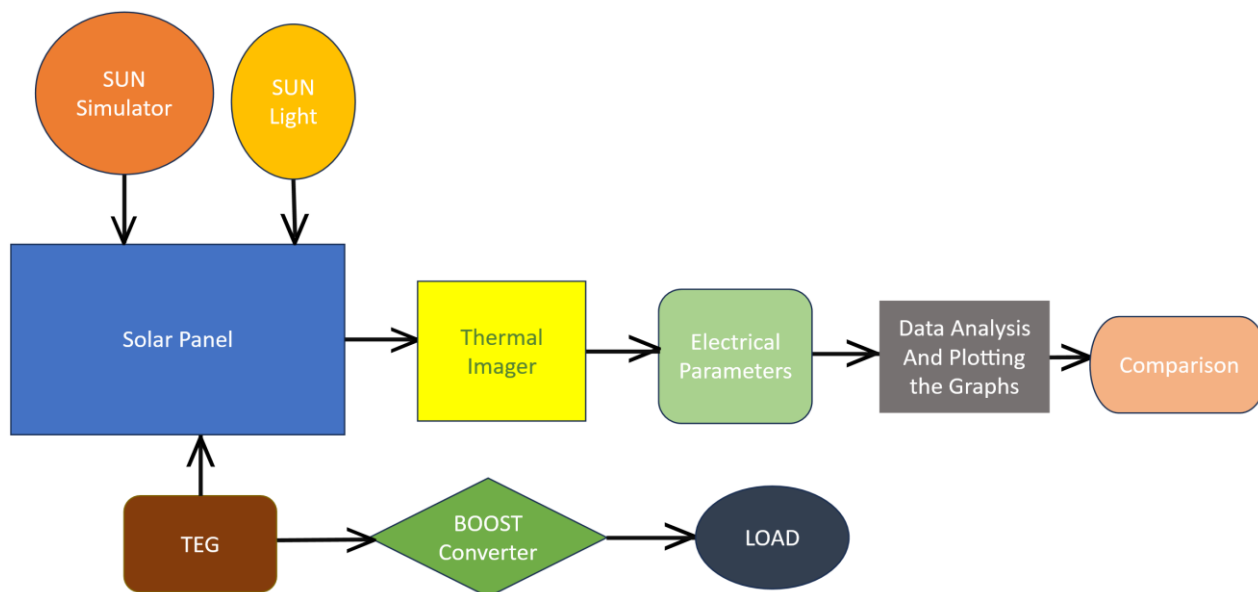 SUN
Simulator
SUN
Light
Solar Panel
Thermal
Imager
Electrical
Parameters
Data Analysis
And Plotting
the Graphs
Comparison
TEG
BOOST
Converter
LOAD